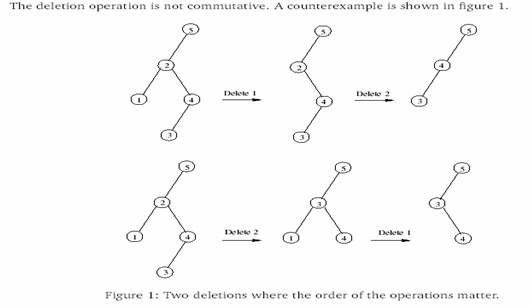 The deletion operation is not commutative. A counterexample is shown in figure 1.
5 5 5
2 2 4
1 4 Delete 1 4 Delete 2 3
3 3
5 5 5
2 3 3
1 4 Delete 2 1 4 Delete 1 4
3
Figure 1: Two deletions where the order of the operations matter.